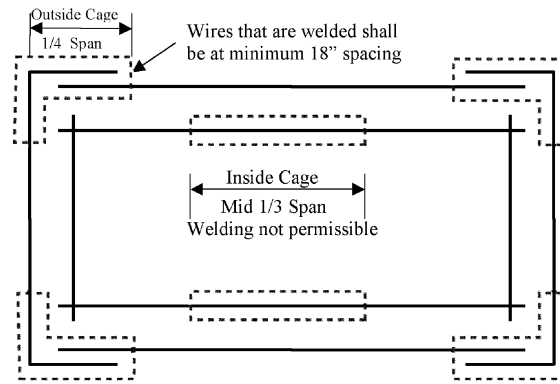 Outside Cage
1/4 Span
Wires that are welded shall
be at minimum 18” spacing
Inside Cage
Mid 1/3 Span
Welding not permissible